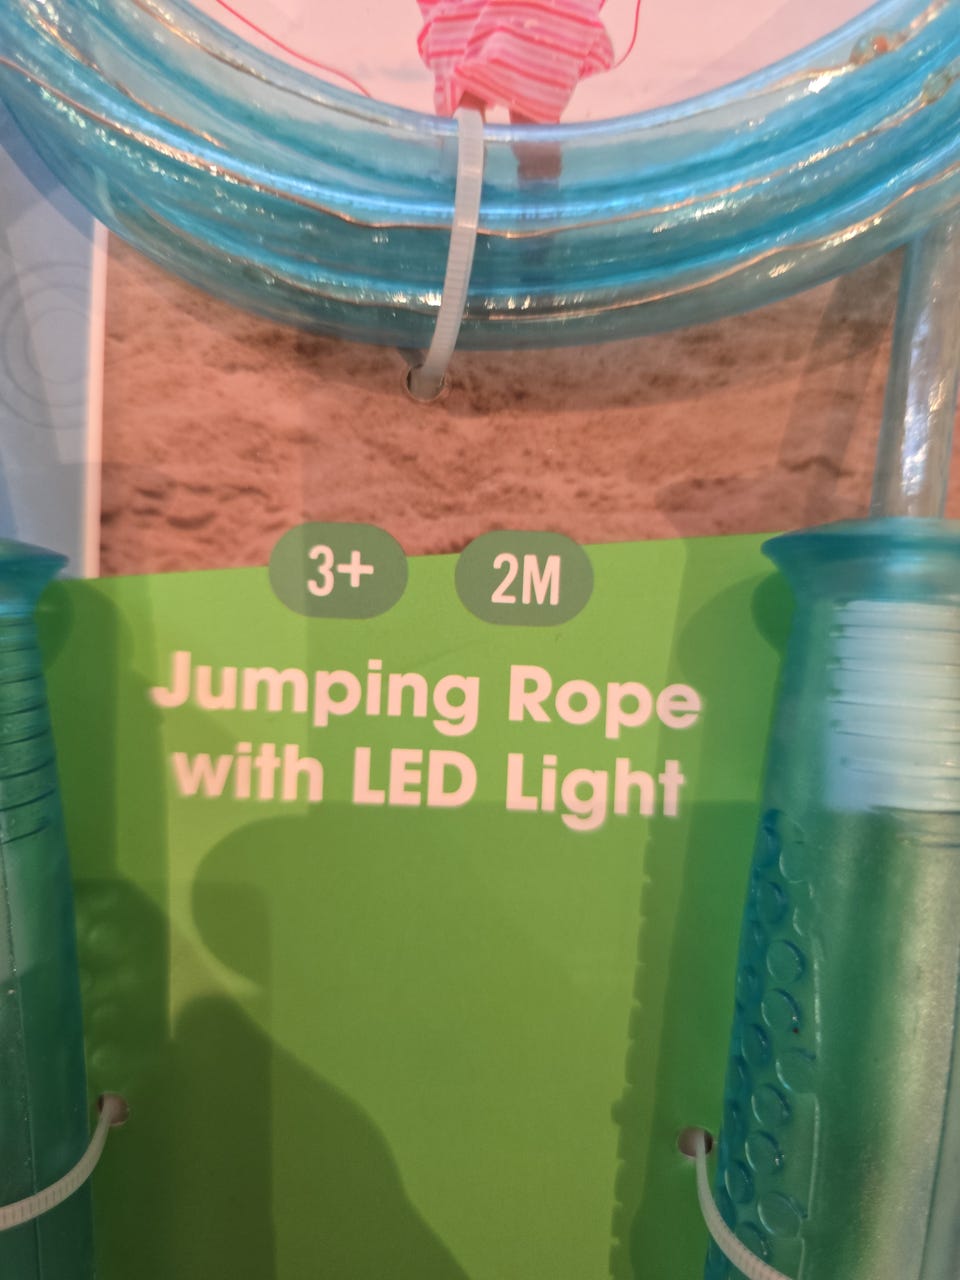 3+ 2M
Jumping Rope
with LED Light